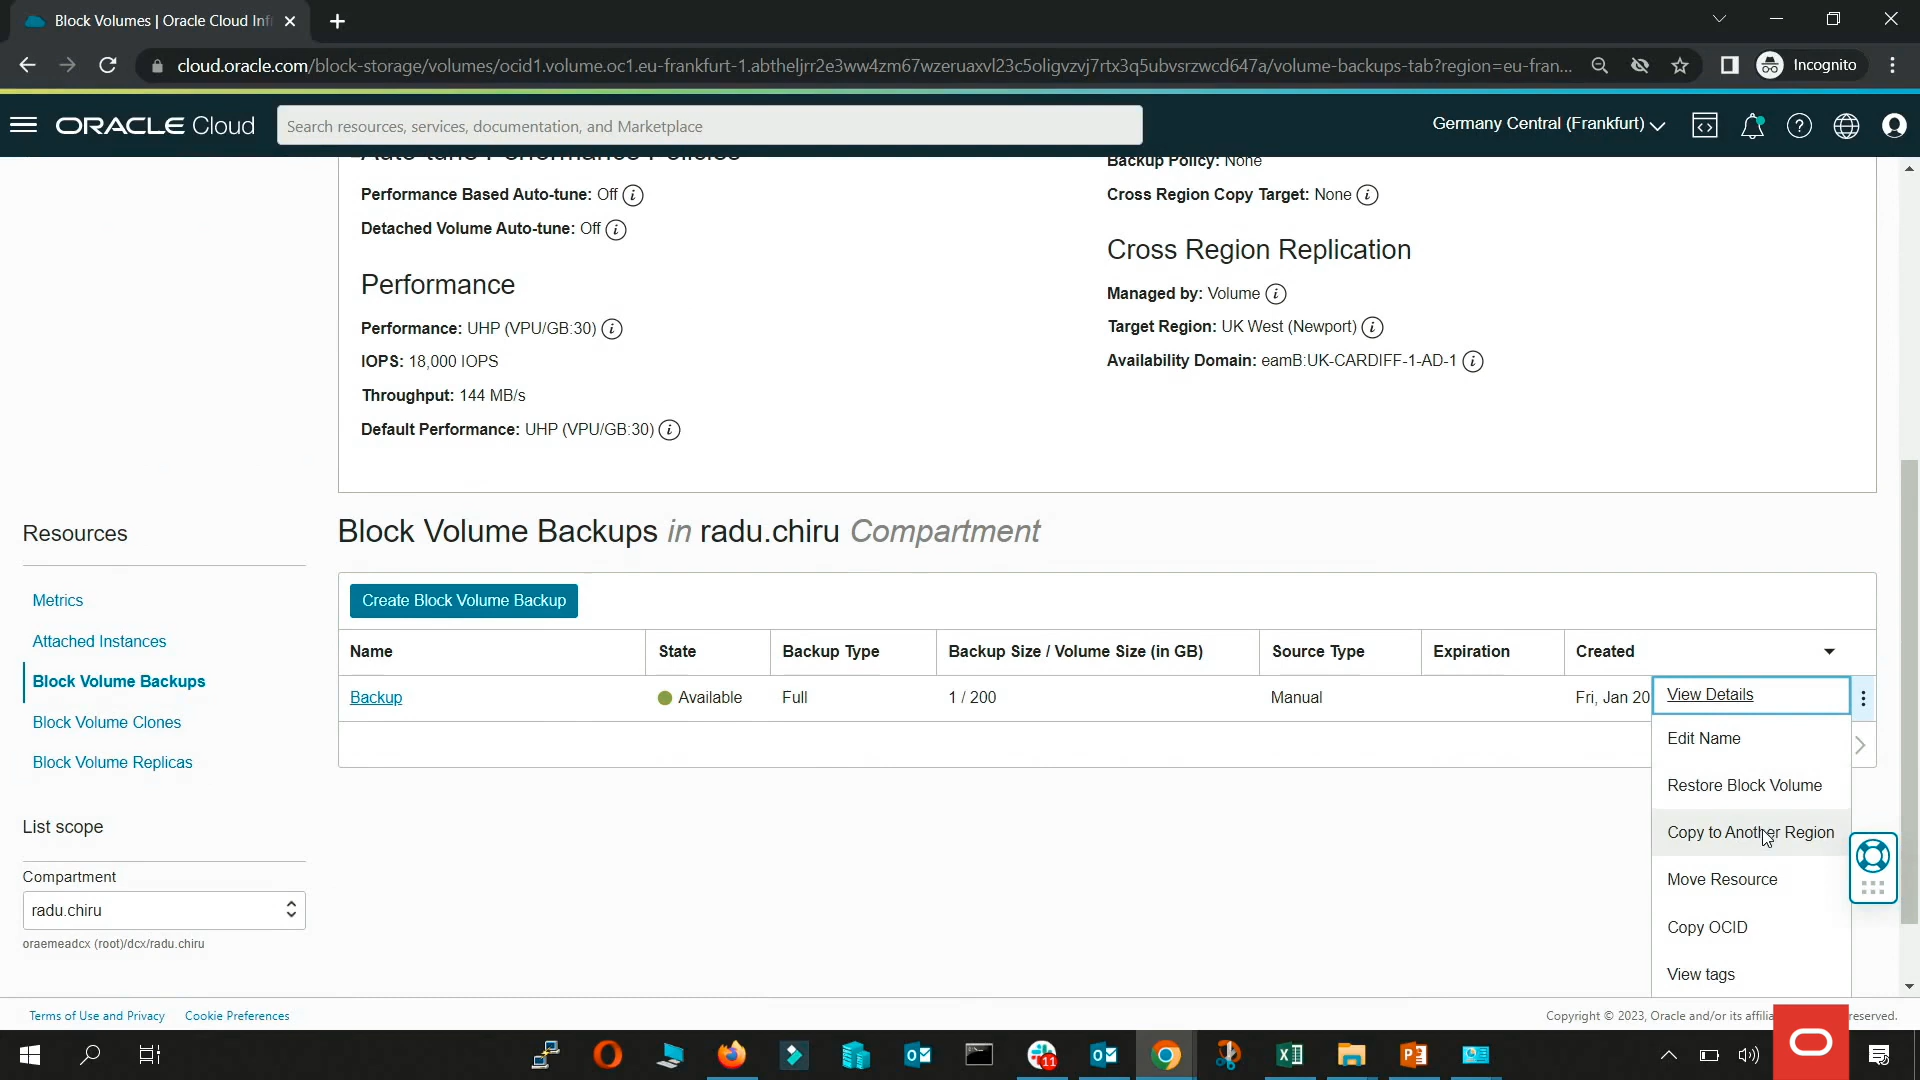 Block Volumes | Oracle Cloud Inf
cloud.oracle.com/block-storage/volumes/ocid1.volume.oc1.eu-frankfurt-1.abtheljrr2e3ww4zm67wzeruaxvl23c5oligvzvj7rtx3q5ubvsrzwcd647a/volume-backups-tab?region=eu-fran...
Incognito
ORACLE Cloud
Search resources, services, documentation, and Marketplace
Germany Central (Frankfurt)
Auto-tune Performance Policies
Performance Based Auto-tune: Off
Detached Volume Auto-tune: Off
Performance
Performance: UHP (VPU/GB:30)
IOPS: 18,000 IOPS
Throughput: 144 MB/s
Default Performance: UHP (VPU/GB:30)
Backup Policy: None
Cross Region Copy Target: None
Cross Region Replication
Managed by: Volume
Target Region: UK West (Newport)
Availability Domain: eamB:UK-CARDIFF-1-AD-1
Resources
Metrics
Attached Instances
Block Volume Backups
Block Volume Clones
Block Volume Replicas
List scope
Compartment
radu.chiru
oraemeadcx (root)/dcx/radu.chiru
Block Volume Backups in radu.chiru Compartment
Create Block Volume Backup
Name State Backup Type Backup Size / Volume Size (in GB) Source Type Expiration Created
Backup Available Full 1 / 200 Manual Fri, Jan 20
View Details
Edit Name
Restore Block Volume
Copy to Another Region
Move Resource
Copy OCID
View tags
Terms of Use and Privacy Cookie Preferences
Copyright © 2023, Oracle and/or its affilia reserved.
11